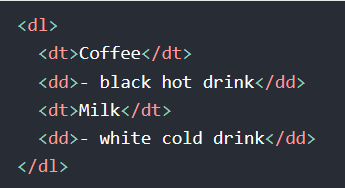 <dl>
  <dt>Coffee</dt>
  <dd>- black hot drink</dd>
  <dt>Milk</dt>
  <dd>- white cold drink</dd>
</dl>